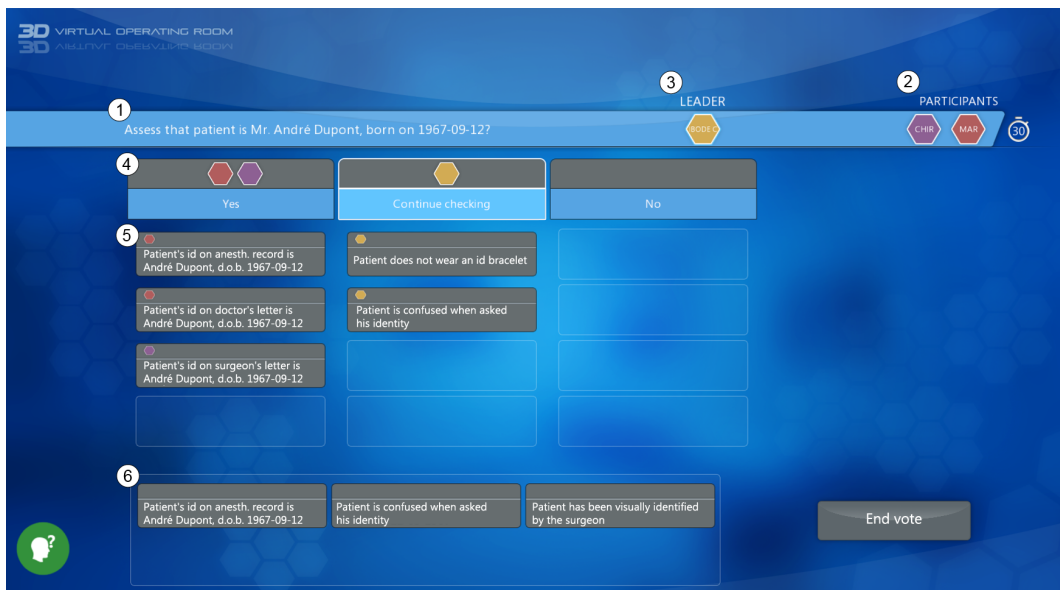 3D VIRTUAL OPERATING ROOM
3
2
LEADER
PARTICIPANTS
1
Assess that patient is Mr. André Dupont, born on 1967-09-12?
BODE C
CHIR
MAR
30
4
Yes
Continue checking
No
5
Patient's id on anesth. record is
André Dupont, d.o.b. 1967-09-12
Patient does not wear an id bracelet
Patient's id on doctor's letter is
André Dupont, d.o.b. 1967-09-12
Patient is confused when asked
his identity
Patient's id on surgeon's letter is
André Dupont, d.o.b. 1967-09-12
6
Patient's id on anesth. record is
André Dupont, d.o.b. 1967-09-12
Patient is confused when asked
his identity
Patient has been visually identified
by the surgeon
End vote
?